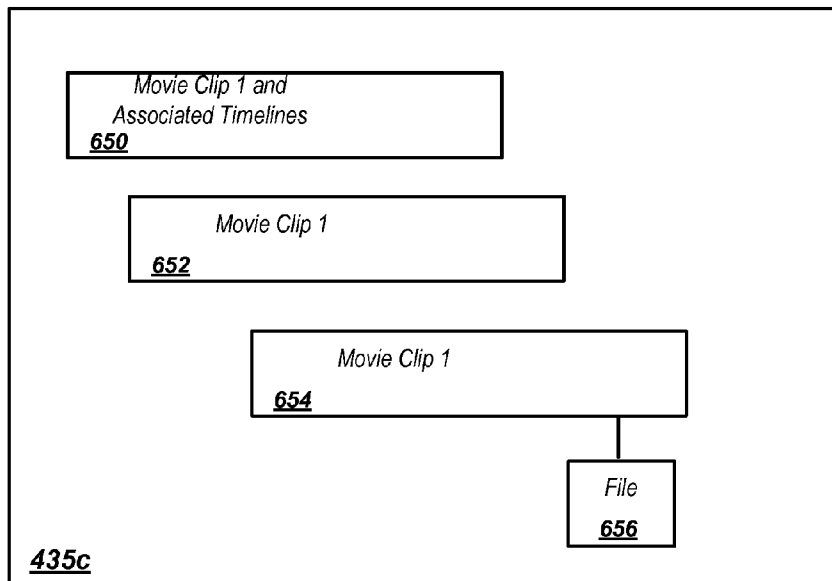 Movie Clip 1 and
Associated Timelines
650
Movie Clip 1
652
Movie Clip 1
654
File
656
435c